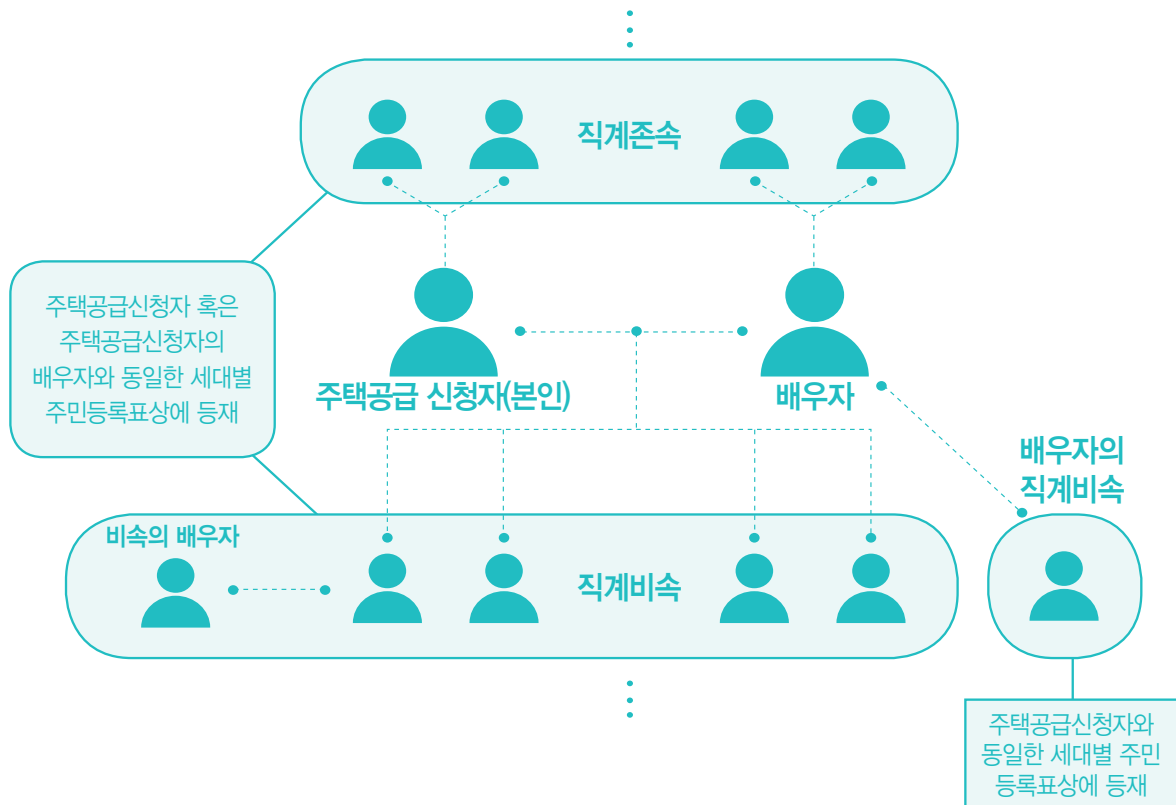 직계존속
주택공급신청자 혹은
주택공급신청자의
배우자와 동일한 세대별
주민등록표상에 등재
주택공급 신청자(본인)
배우자
배우자의
직계비속
비속의 배우자
직계비속
주택공급신청자와
동일한 세대별 주민
등록표상에 등재